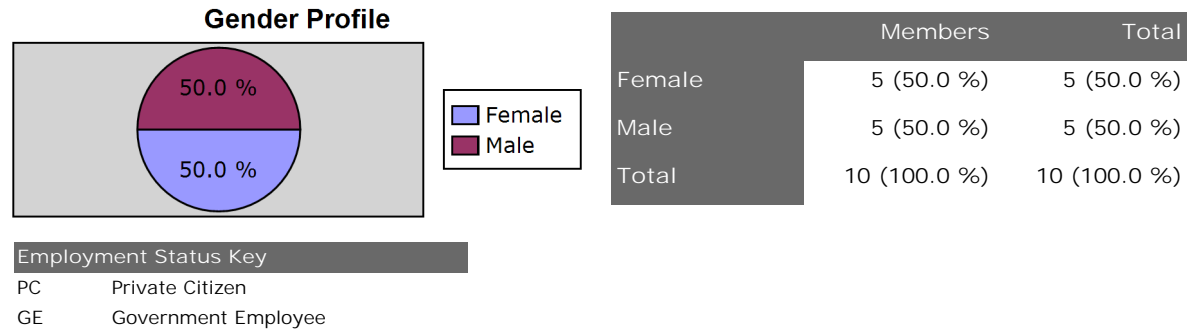 Gender Profile
50.0 %
50.0 %
Female
Male
Members Total
Female 5 (50.0 %) 5 (50.0 %)
Male 5 (50.0 %) 5 (50.0 %)
Total 10 (100.0 %) 10 (100.0 %)
Employment Status Key
PC Private Citizen
GE Government Employee